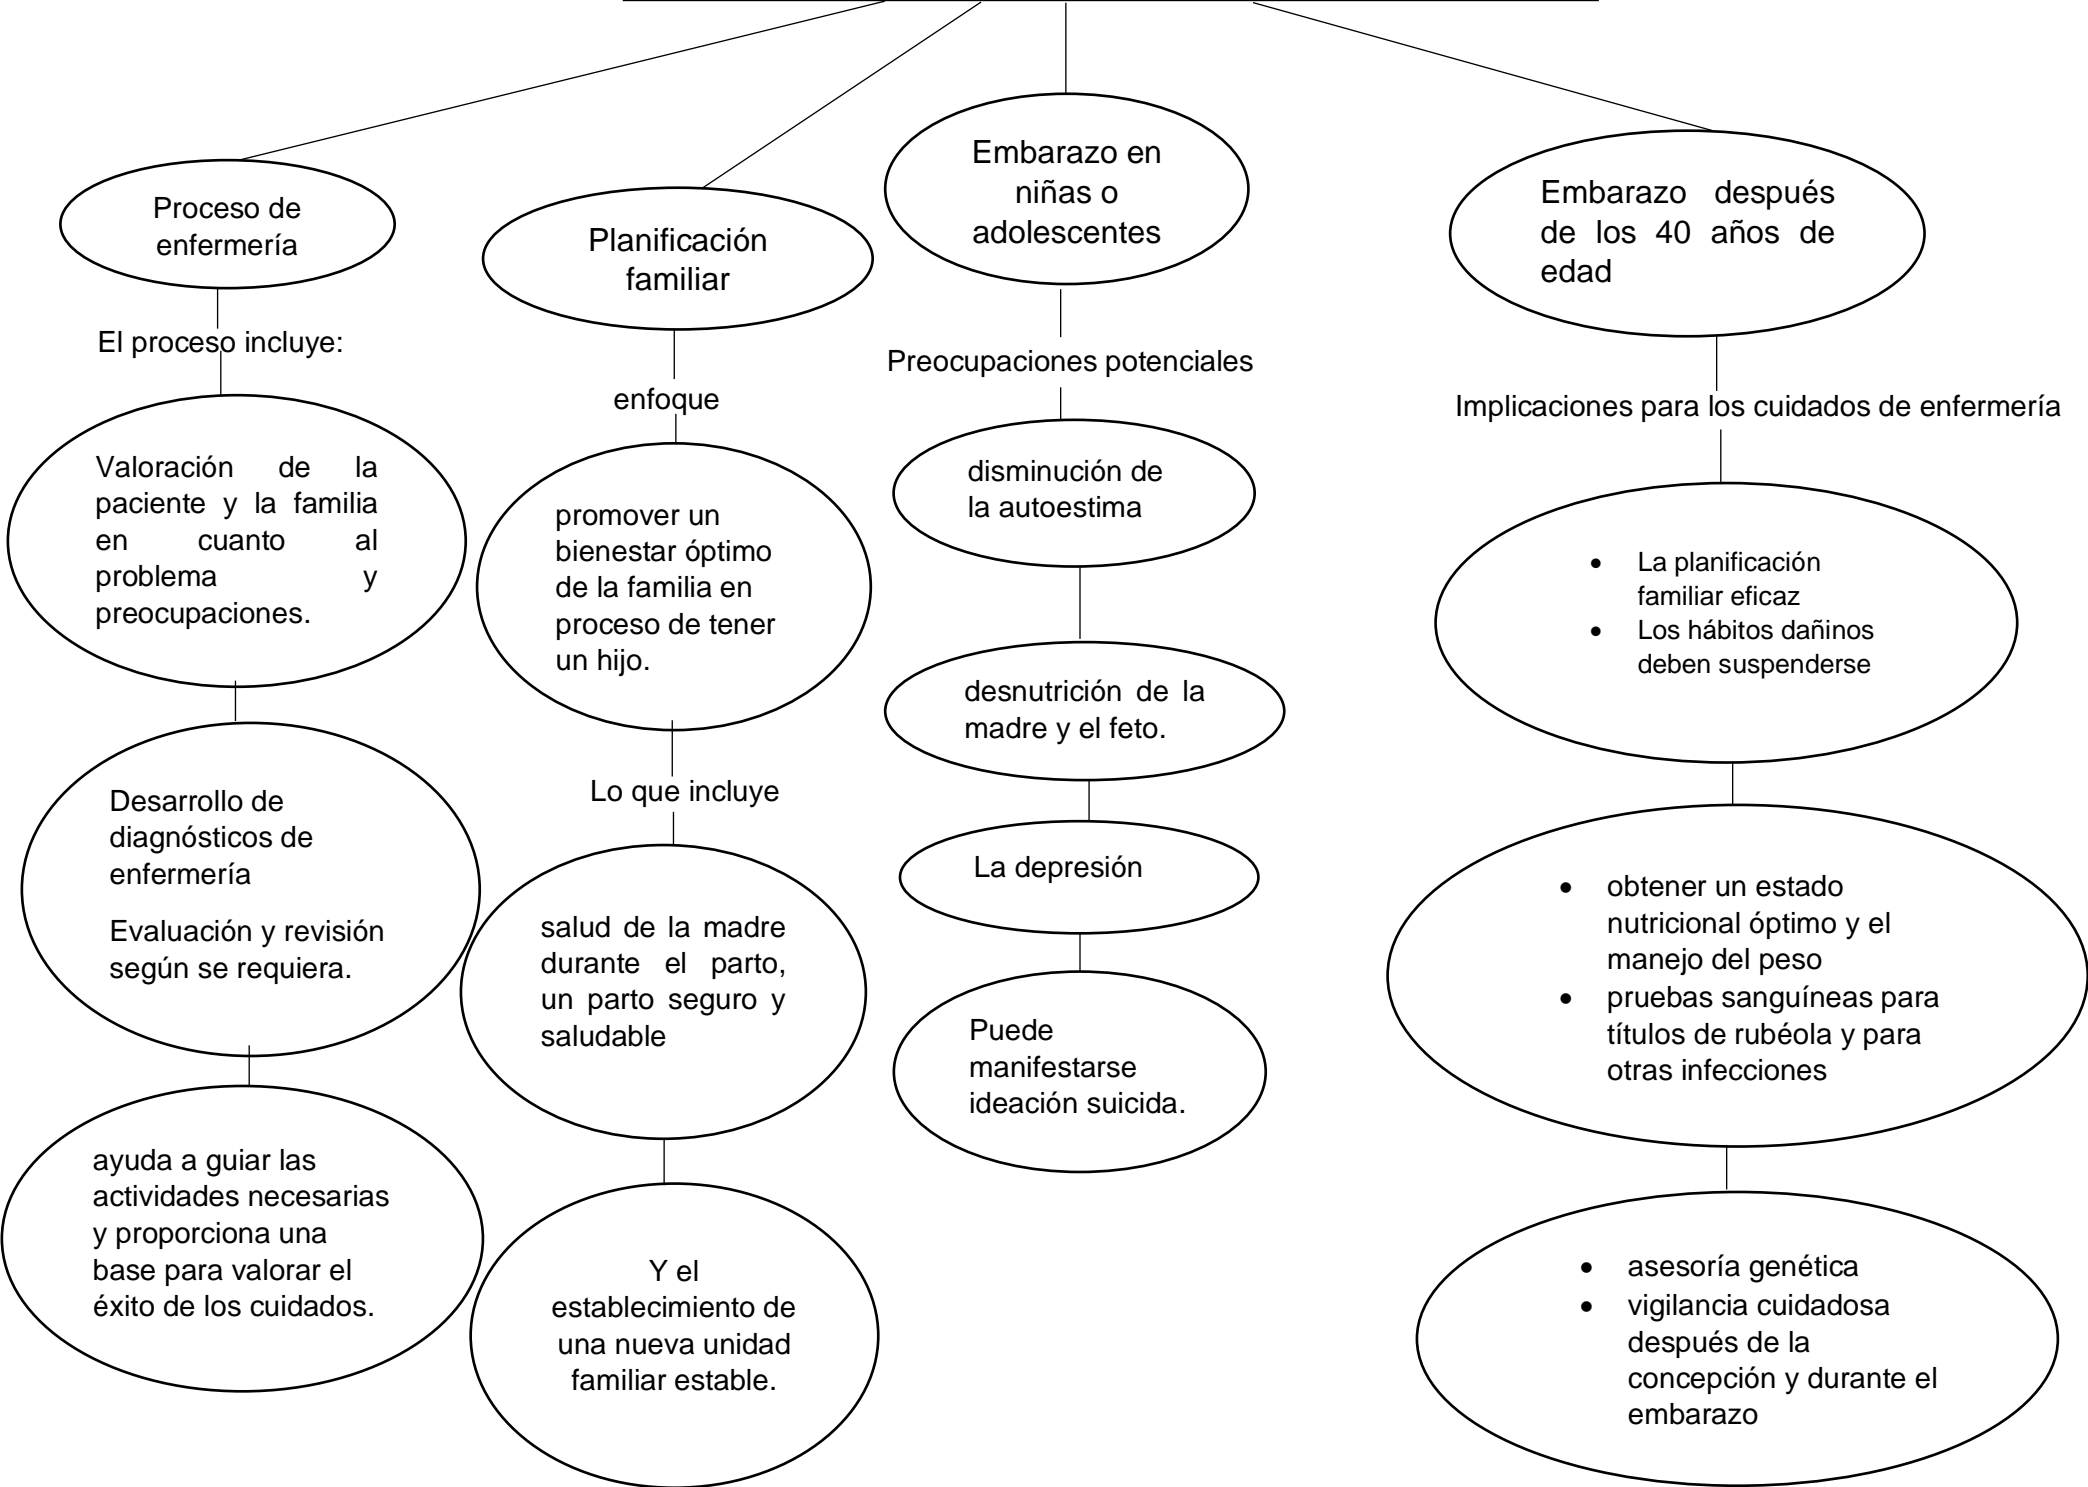 Proceso de
enfermería
El proceso incluye:
Valoración de la
paciente y la familia
en cuanto al
problema y
preocupaciones.
Desarrollo de
diagnósticos de
enfermería
Evaluación y revisión
según se requiera.
ayuda a guiar las
actividades necesarias
y proporciona una
base para valorar el
éxito de los cuidados.
Planificación
familiar
enfoque
promover un
bienestar óptimo
de la familia en
proceso de tener
un hijo.
Lo que incluye
salud de la madre
durante el parto,
un parto seguro y
saludable
Y el
establecimiento de
una nueva unidad
familiar estable.
Embarazo en
niñas o
adolescentes
Preocupaciones potenciales
disminución de
la autoestima
desnutrición de la
madre y el feto.
La depresión
Puede
manifestarse
ideación suicida.
Embarazo después
de los 40 años de
edad
Implicaciones para los cuidados de enfermería
• La planificación
familiar eficaz
• Los hábitos dañinos
deben suspenderse
• obtener un estado
nutricional óptimo y el
manejo del peso
• pruebas sanguíneas para
títulos de rubéola y para
otras infecciones
• asesoría genética
• vigilancia cuidadosa
después de la
concepción y durante el
embarazo